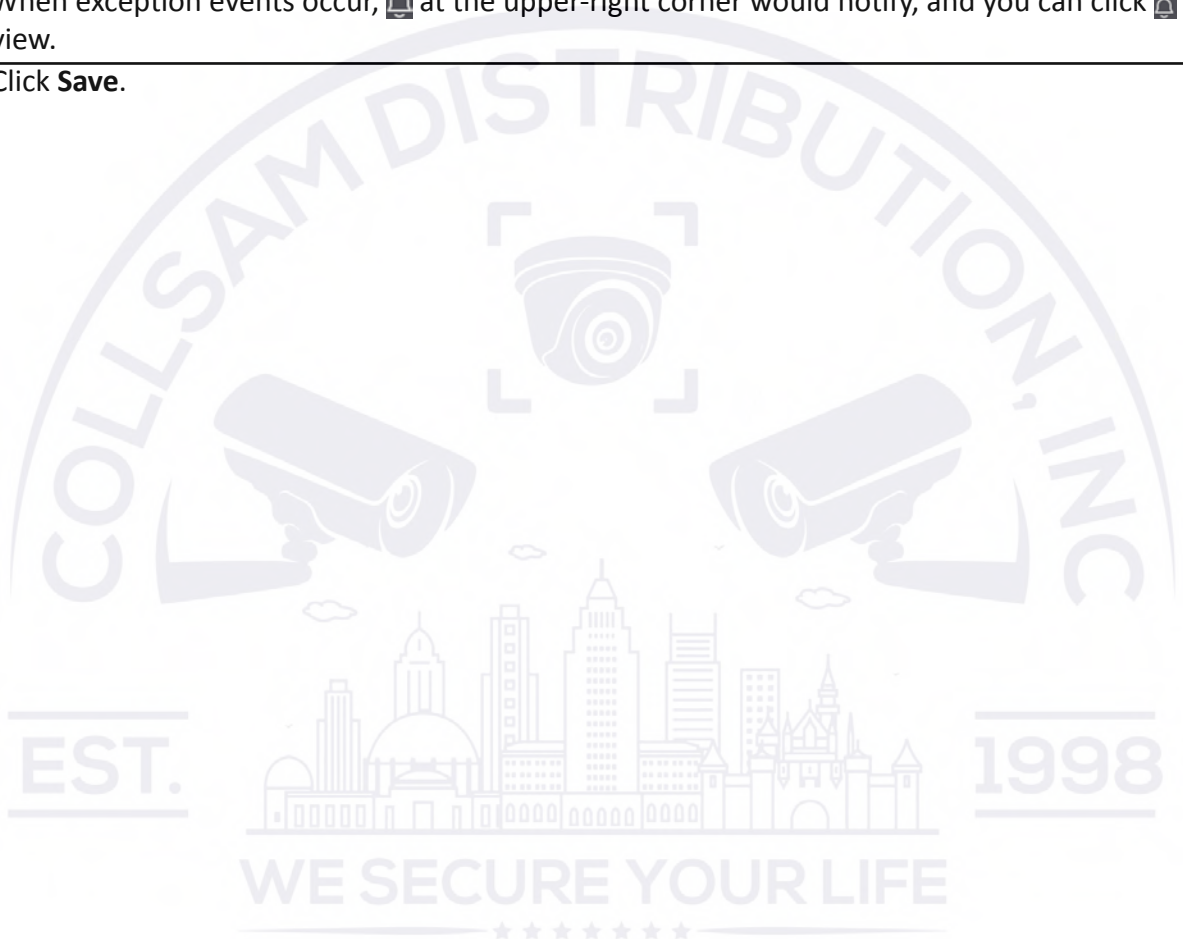 When exception events occur, at the upper-right corner would notify, and you can click
view.
Click Save.
COLLSAM DISTRIBUTION, INC
EST.
1998
WE SECURE YOUR LIFE